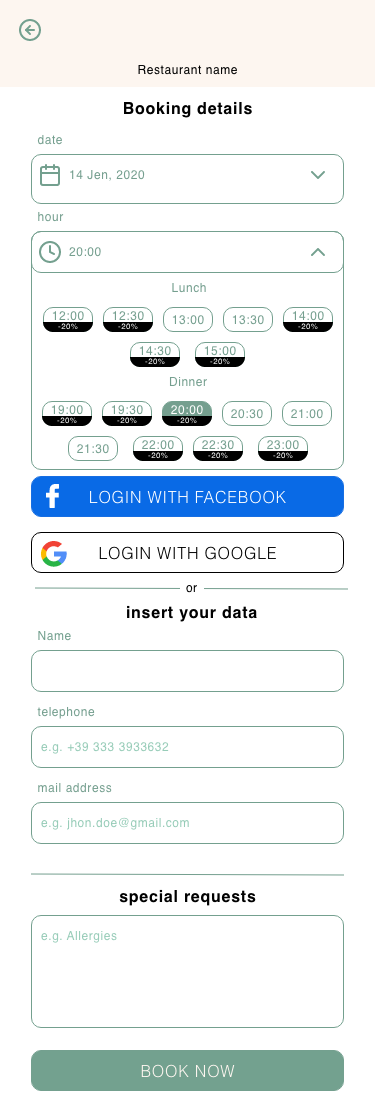 Restaurant name
Booking details
date
14 Jen, 2020
hour
20:00
Lunch
12:00 12:30 13:00 13:30 14:00
-20% -20% -20%
14:30 15:00
-20% -20%
Dinner
19:00 19:30 20:00 20:30 21:00
-20% -20% -20%
21:30 22:00 22:30 23:00
-20% -20% -20%
LOGIN WITH FACEBOOK
LOGIN WITH GOOGLE
or
insert your data
Name
telephone
e.g. +39 333 3933632
mail address
e.g. jhon.doe@gmail.com
special requests
e.g. Allergies
BOOK NOW